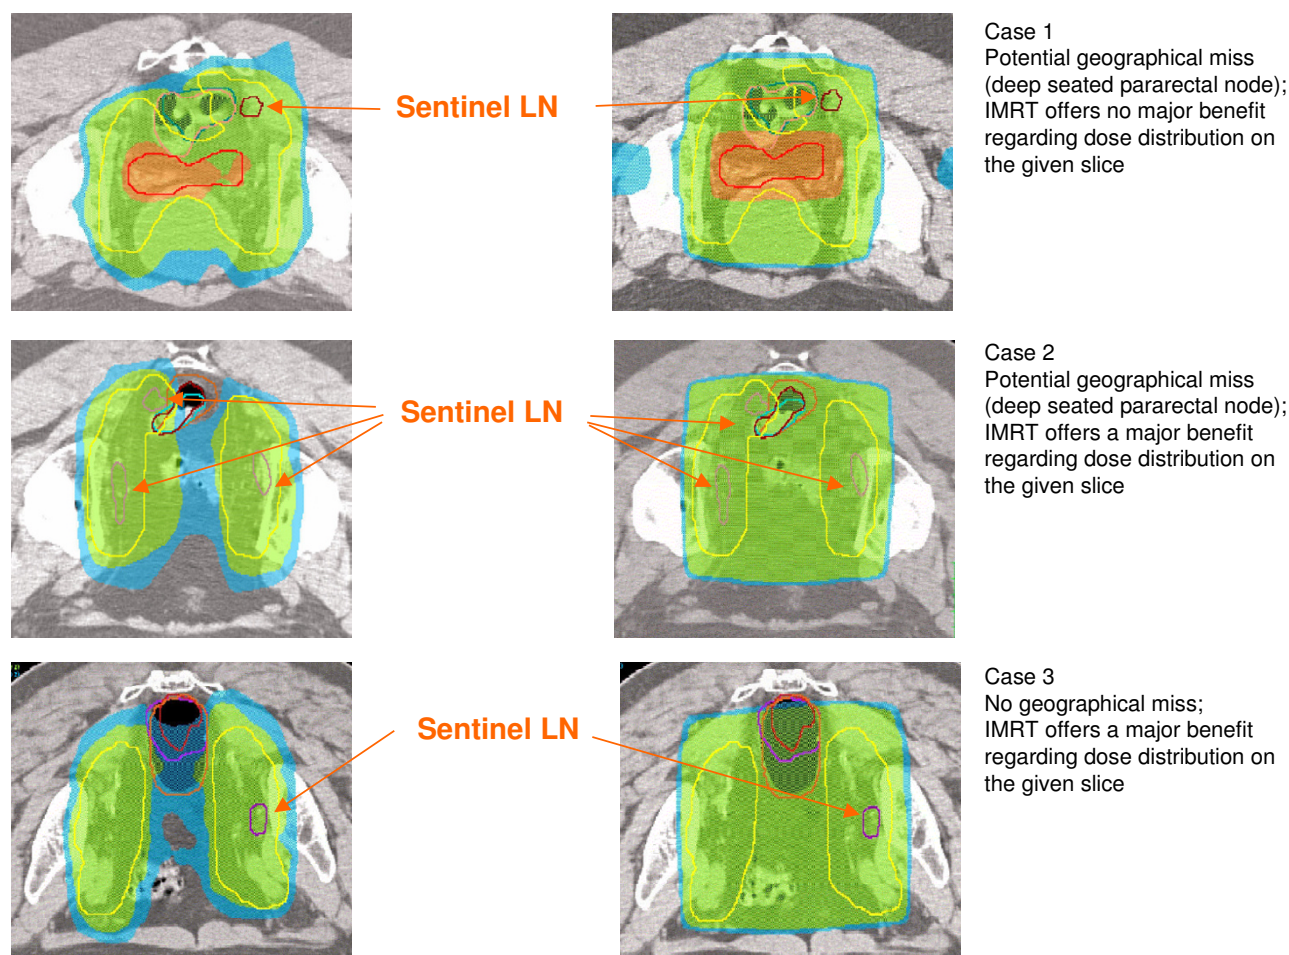 Case 1
Potential geographical miss
(deep seated pararectal node);
IMRT offers no major benefit
regarding dose distribution on
the given slice
Sentinel LN
Case 2
Potential geographical miss
(deep seated pararectal node);
IMRT offers a major benefit
regarding dose distribution on
the given slice
Sentinel LN
Case 3
No geographical miss;
IMRT offers a major benefit
regarding dose distribution on
the given slice
Sentinel LN